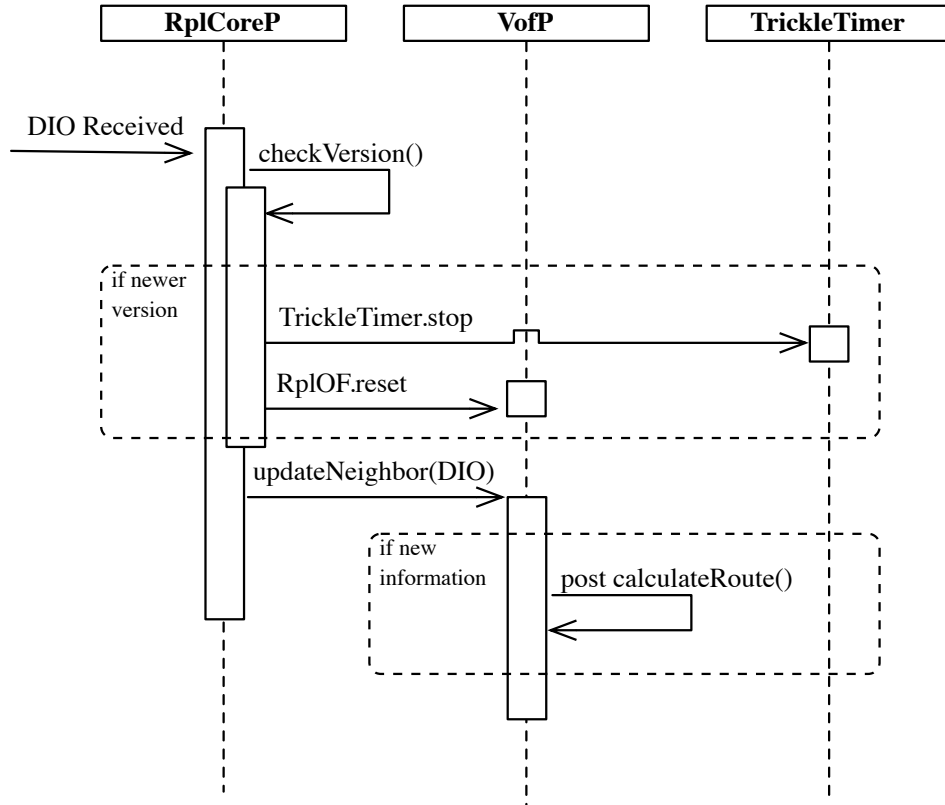 RplCoreP
VofP
TrickleTimer
DIO Received
checkVersion()
if newer
version
TrickleTimer.stop
RplOF.reset
updateNeighbor(DIO)
if new
information
post calculateRoute()